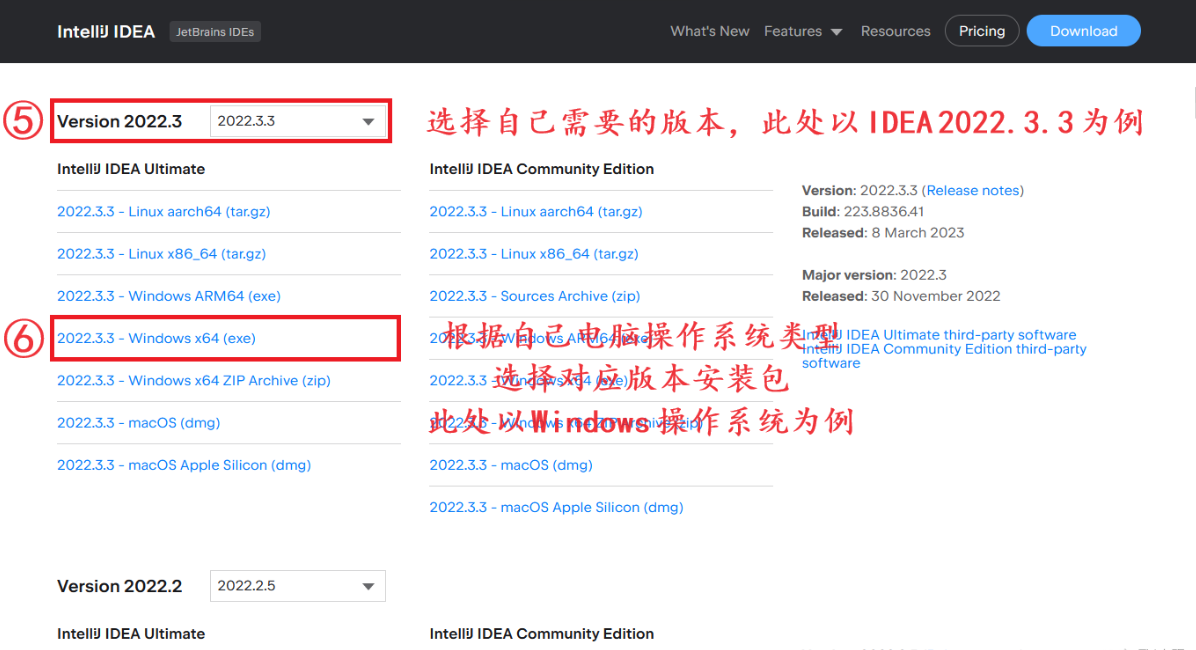 IntelliJ IDEA JetBrains IDEs What's New Features Resources Pricing Download
⑤ Version 2022.3 2022.3.3 选择自己需要的版本，此处以 IDEA 2022.3.3 为例
IntelliJ IDEA Ultimate
2022.3.3 - Linux aarch64 (tar.gz)
2022.3.3 - Linux x86_64 (tar.gz)
2022.3.3 - Windows ARM64 (exe)
⑥ 2022.3.3 - Windows x64 (exe)
2022.3.3 - Windows x64 ZIP Archive (zip)
2022.3.3 - macOS (dmg)
2022.3.3 - macOS Apple Silicon (dmg)
IntelliJ IDEA Community Edition
2022.3.3 - Linux aarch64 (tar.gz)
2022.3.3 - Linux x86_64 (tar.gz)
2022.3.3 - Sources Archive (zip)
2022.3.3 - Windows ARM64 (exe)
根据自己电脑操作系统类型
2022.3.3 - Windows x64 (exe)
选择对应版本安装包
2022.3.3 - Windows x64 ZIP Archive (zip)
此处以Windows操作系统为例
2022.3.3 - macOS (dmg)
2022.3.3 - macOS Apple Silicon (dmg)
Version: 2022.3.3 (Release notes)
Build: 223.8836.41
Released: 8 March 2023
Major version: 2022.3
Released: 30 November 2022
IntelliJ IDEA Ultimate third-party software
IntelliJ IDEA Community Edition third-party
software
Version 2022.2 2022.2.5
IntelliJ IDEA Ultimate
IntelliJ IDEA Community Edition